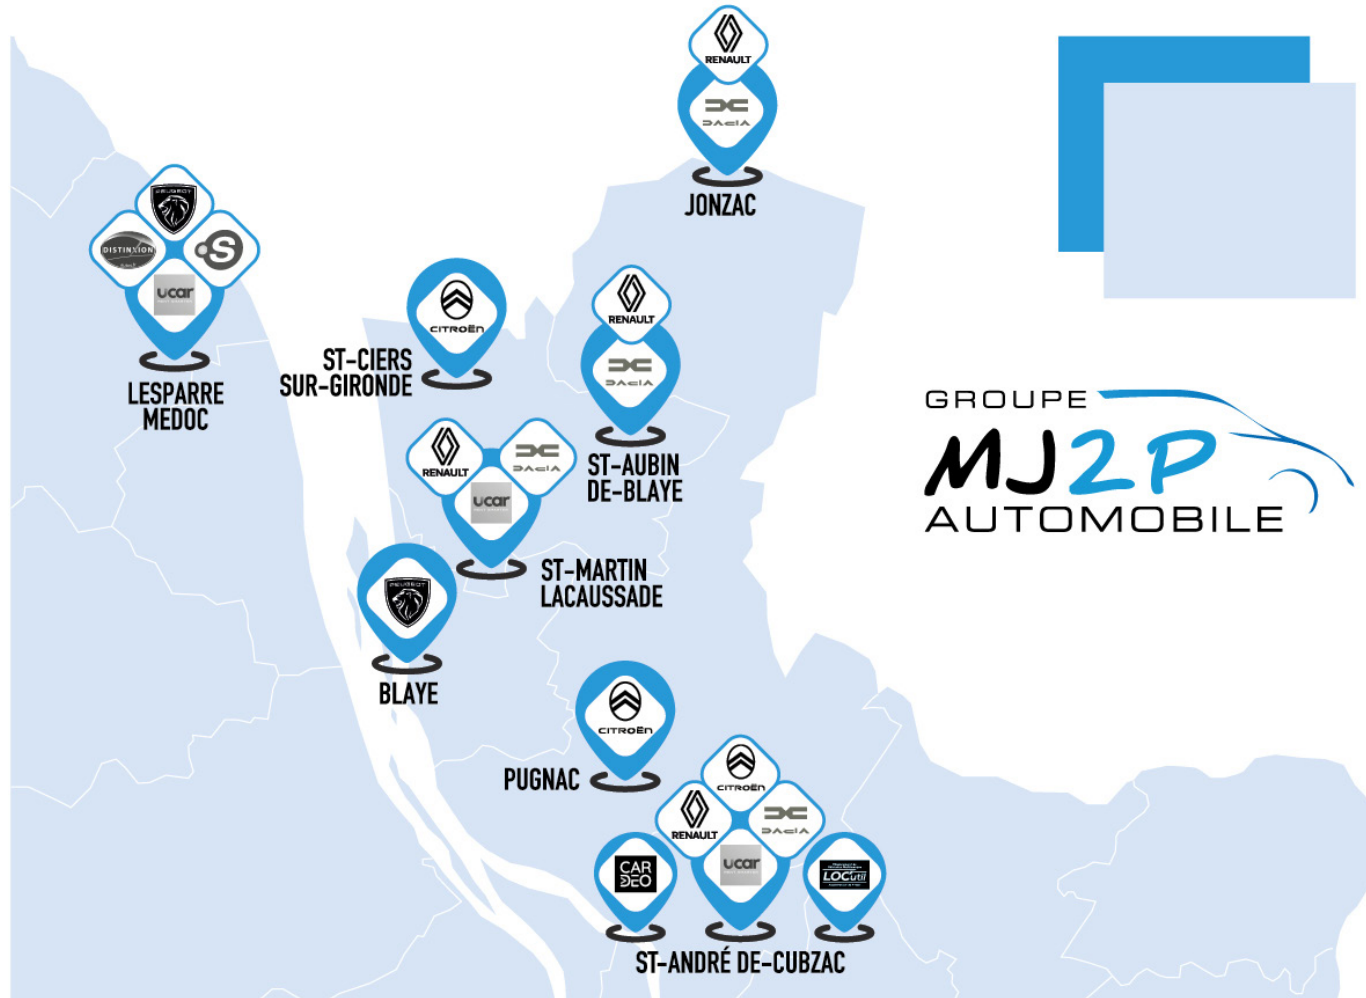 RENAULT
DACIA
JONZAC
PEUGEOT
DISTINXION
S
ucar
LESPARRE
MEDOC
CITROËN
ST-CIERS
SUR-GIRONDE
RENAULT
DACIA
ST-AUBIN
DE-BLAYE
RENAULT
DACIA
ucar
ST-MARTIN
LACAUSSADE
PEUGEOT
BLAYE
CITROËN
PUGNAC
CITROËN
RENAULT
DACIA
CAR
DEO
ucar
LOC'util
ST-ANDRÉ DE-CUBZAC
GROUPE
MJ2P
AUTOMOBILE